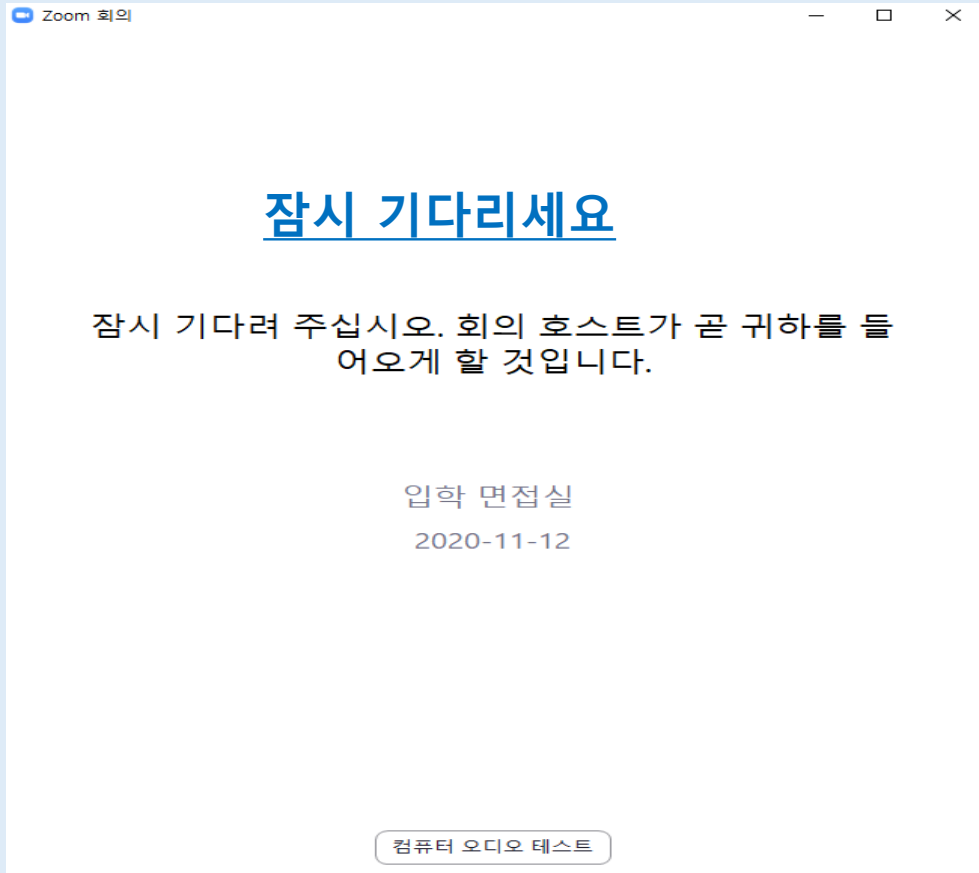 Zoom 회의
잠시 기다리세요
잠시 기다려 주십시오. 회의 호스트가 곧 귀하를 들
어오게 할 것입니다.
입학 면접실
2020-11-12
컴퓨터 오디오 테스트